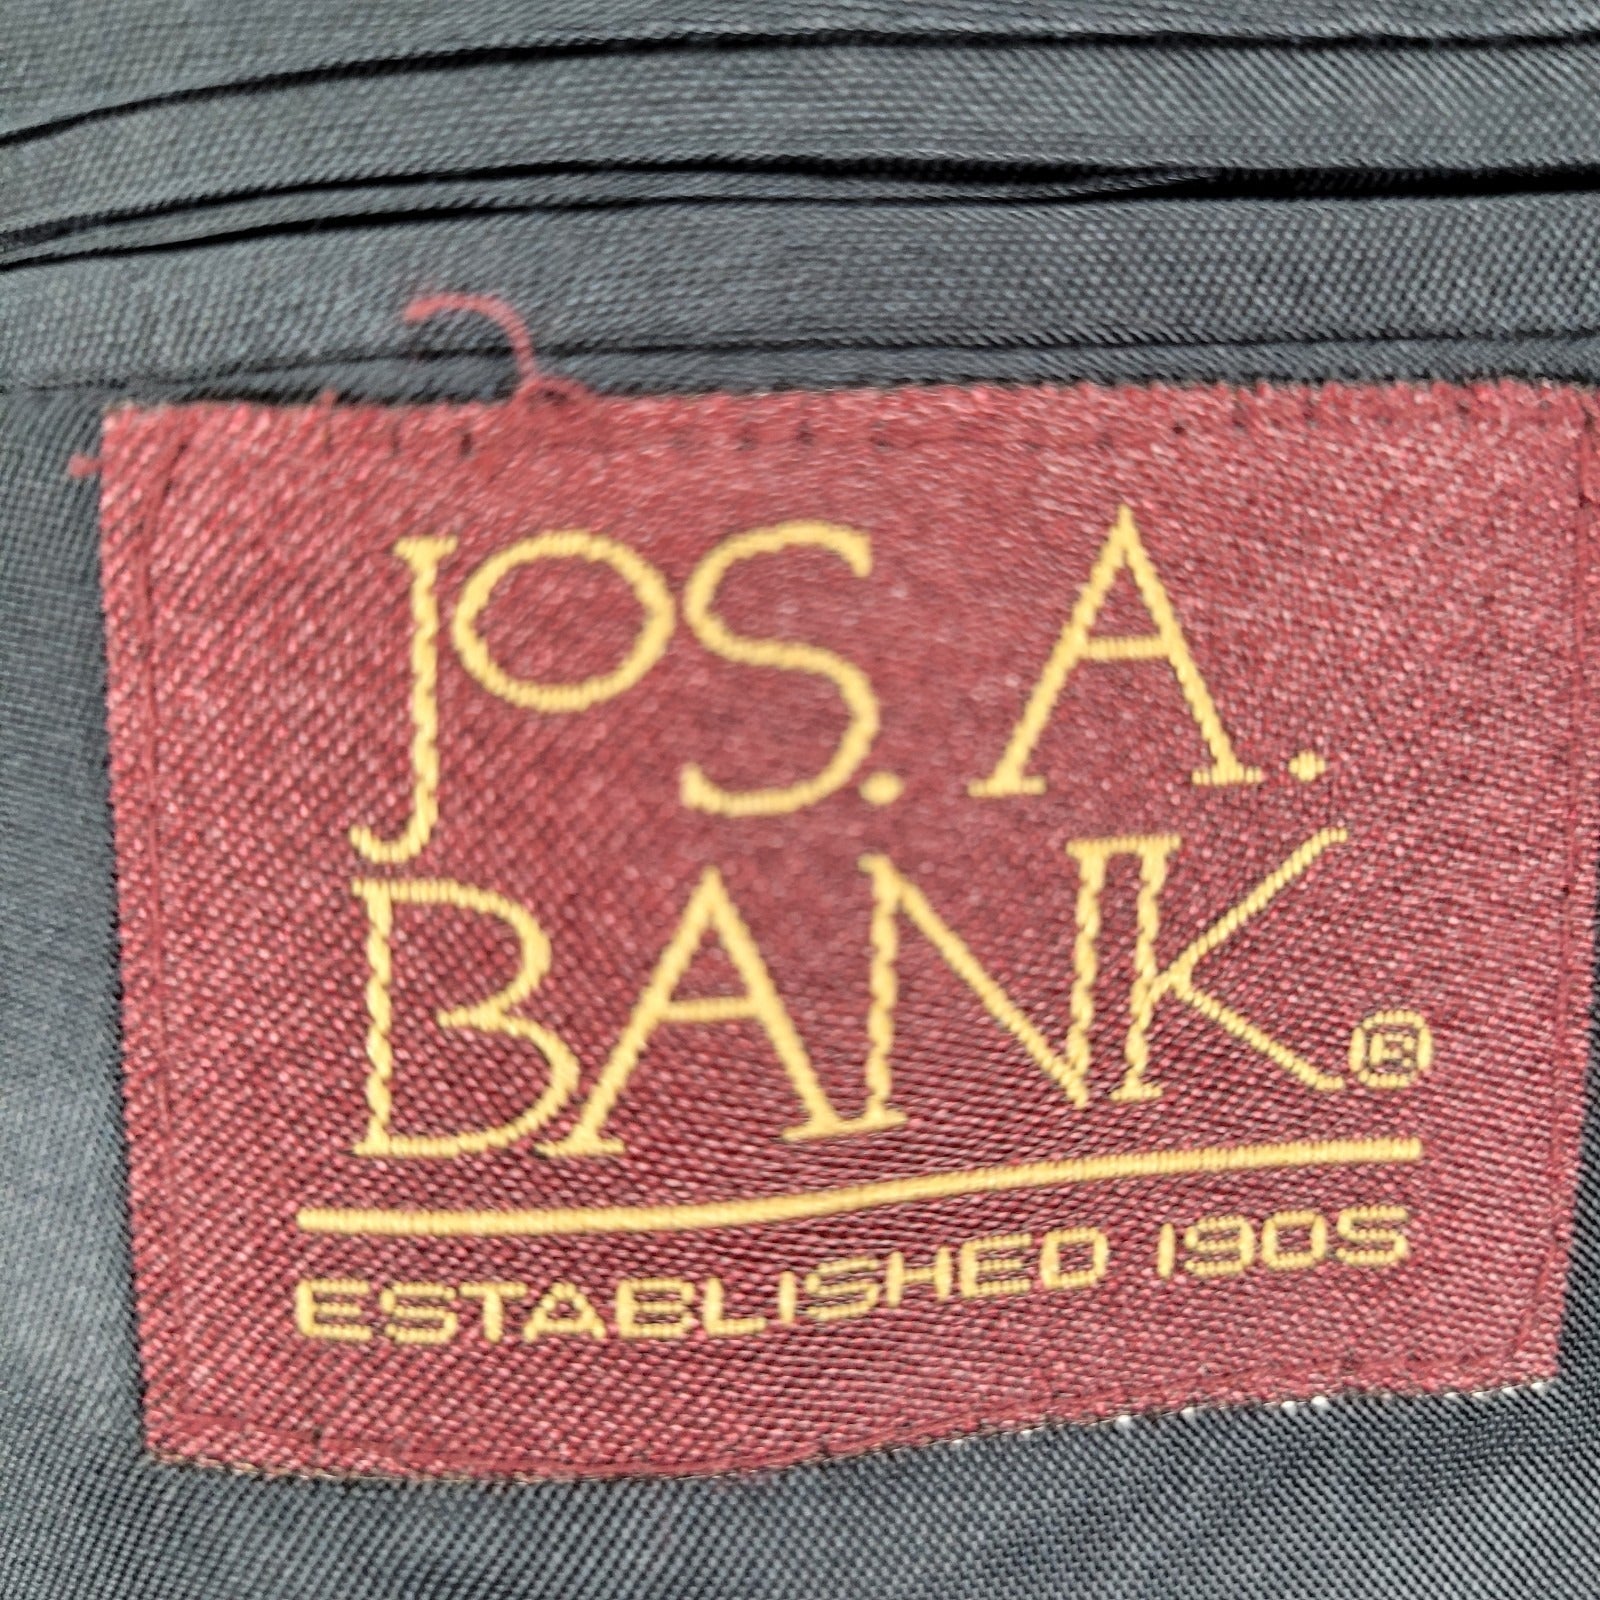 JOS. A.
BANK®
ESTABLISHED 1905